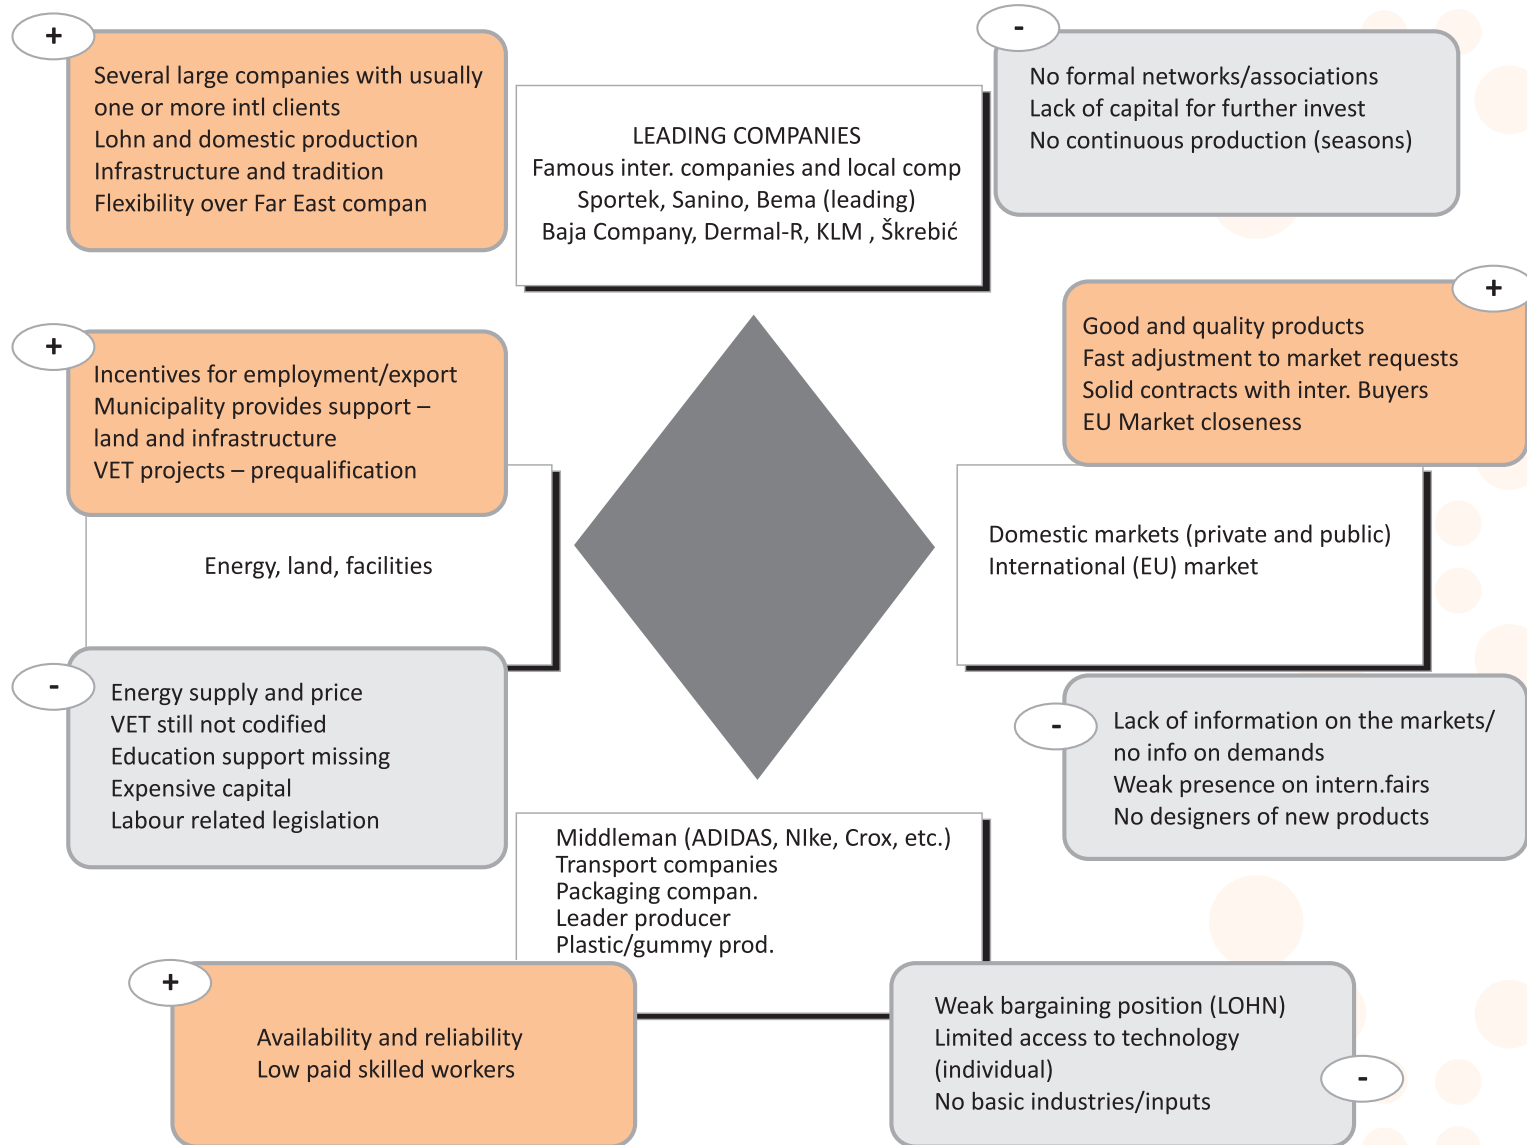 +
Several large companies with usually
one or more intl clients
Lohn and domestic production
Infrastructure and tradition
Flexibility over Far East compan
LEADING COMPANIES
Famous inter. companies and local comp
Sportek, Sanino, Bema (leading)
Baja Company, Dermal-R, KLM , Škrebić
-
No formal networks/associations
Lack of capital for further invest
No continuous production (seasons)
+
Incentives for employment/export
Municipality provides support –
land and infrastructure
VET projects – prequalification
Energy, land, facilities
-
Energy supply and price
VET still not codified
Education support missing
Expensive capital
Labour related legislation
+
Good and quality products
Fast adjustment to market requests
Solid contracts with inter. Buyers
EU Market closeness
Domestic markets (private and public)
International (EU) market
-
Lack of information on the markets/
no info on demands
Weak presence on intern.fairs
No designers of new products
Middleman (ADIDAS, NIke, Crox, etc.)
Transport companies
Packaging compan.
Leader producer
Plastic/gummy prod.
+
Availability and reliability
Low paid skilled workers
Weak bargaining position (LOHN)
Limited access to technology
(individual)
No basic industries/inputs
-